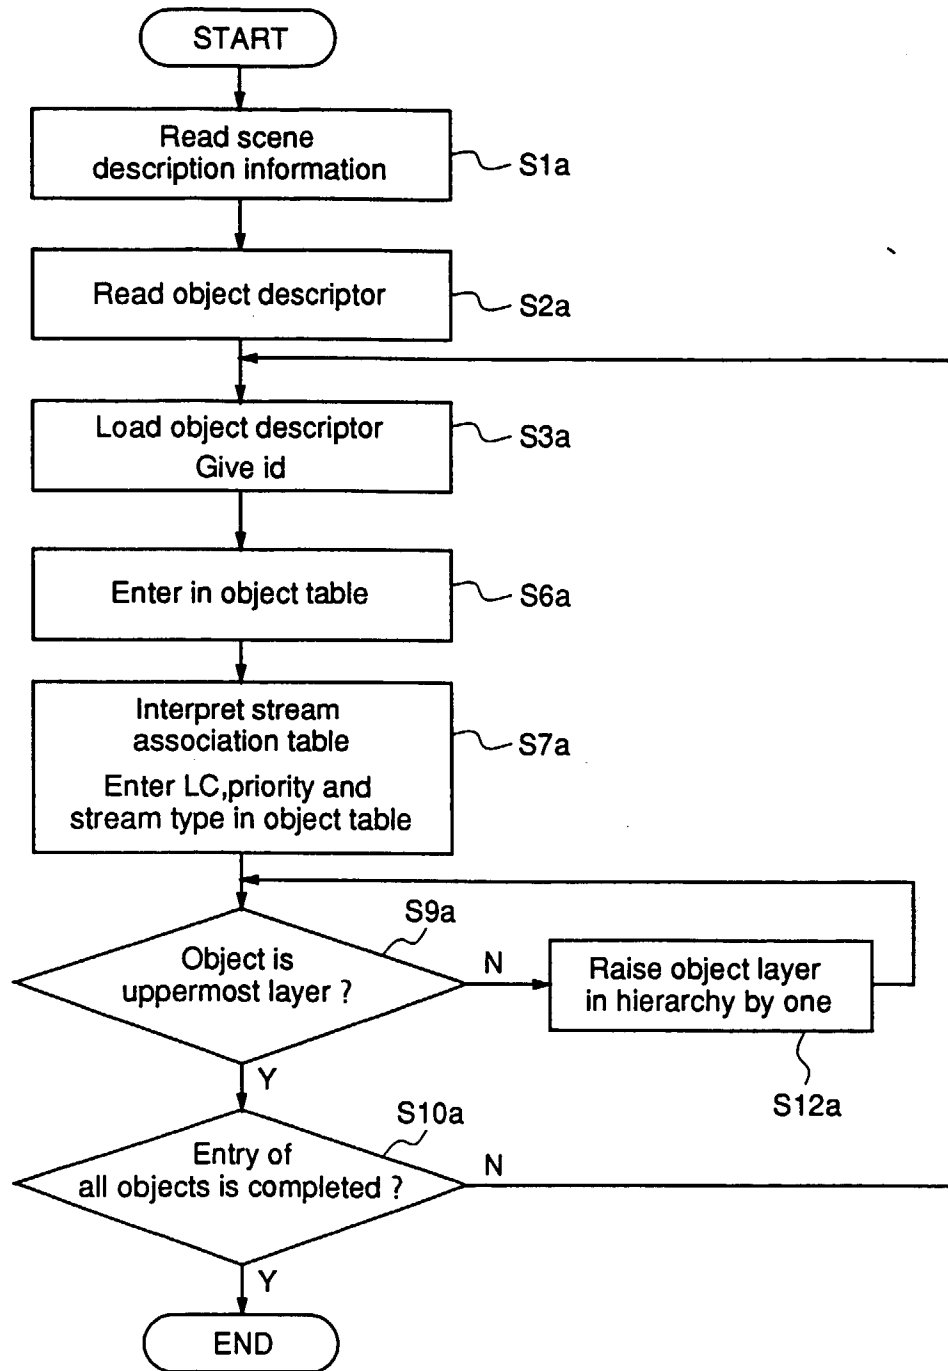 START
Read scene
description information
S1a
Read object descriptor
S2a
Load object descriptor
Give id
S3a
Enter in object table
S6a
Interpret stream
association table
Enter LC,priority and
stream type in object table
S7a
S9a
Object is
uppermost layer ?
N
Raise object layer
in hierarchy by one
S12a
Y
S10a
Entry of
all objects is completed ?
N
Y
END